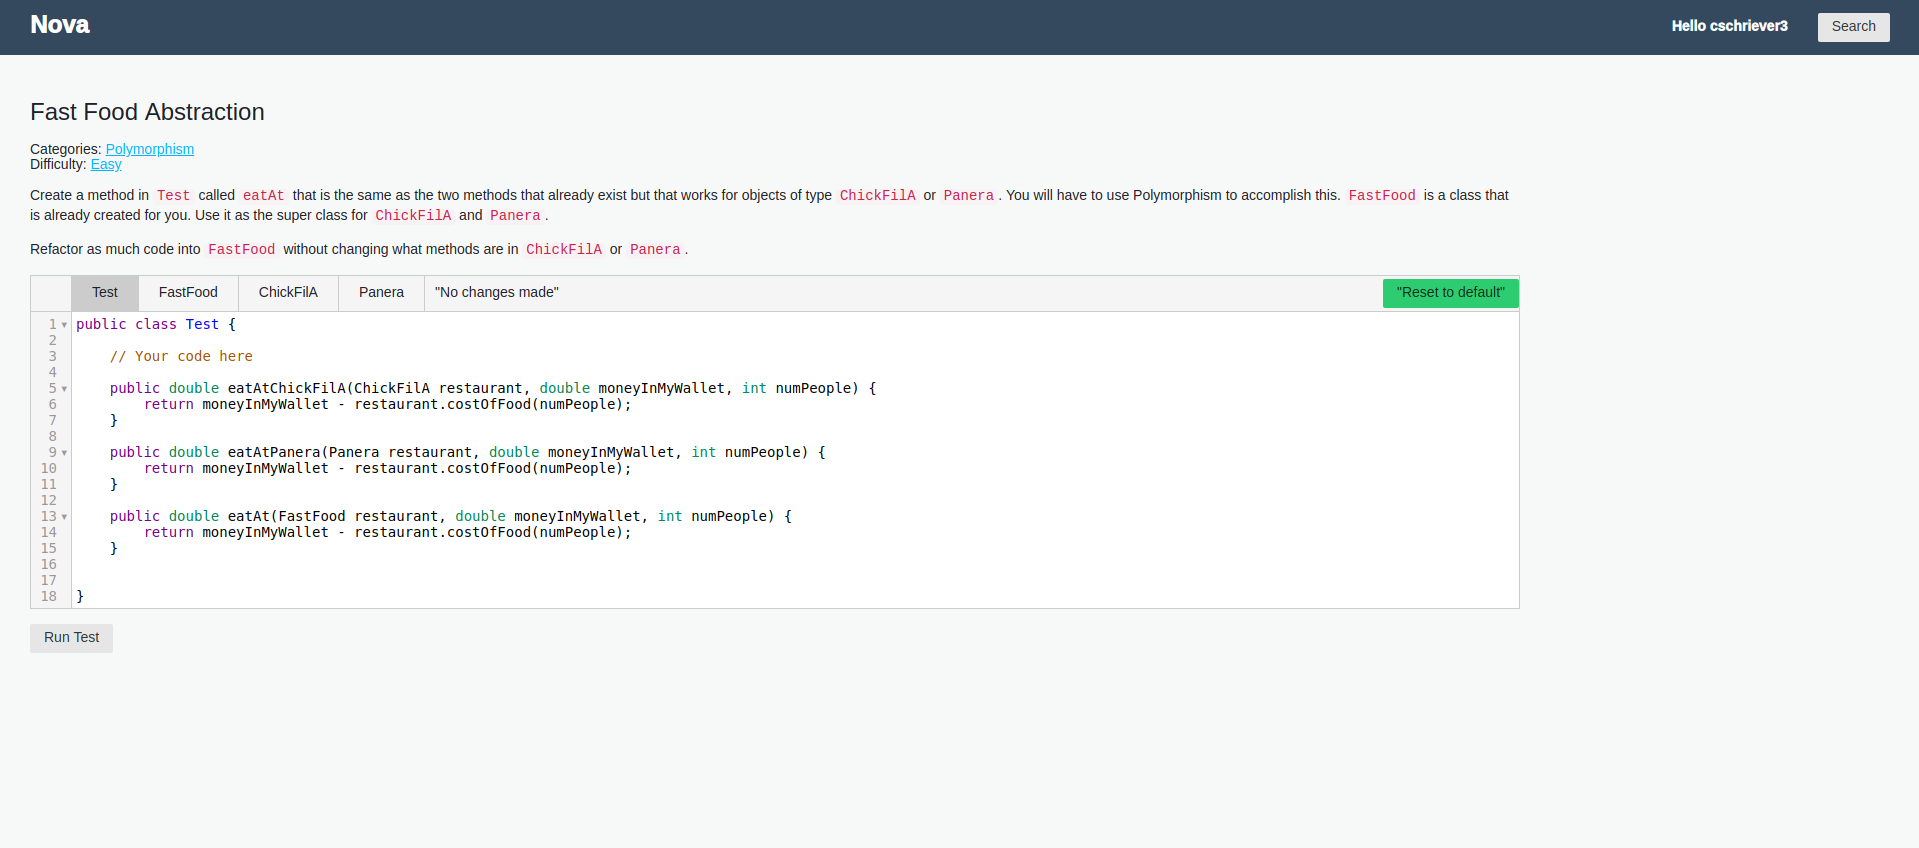 Nova
Hello cschriever3
Search
Fast Food Abstraction
Categories: Polymorphism
Difficulty: Easy
Create a method in Test called eatAt that is the same as the two methods that already exist but that works for objects of type ChickFilA or Panera. You will have to use Polymorphism to accomplish this. FastFood is a class that
is already created for you. Use it as the super class for ChickFilA and Panera.
Refactor as much code into FastFood without changing what methods are in ChickFilA or Panera.
Test FastFood ChickFilA Panera "No changes made" "Reset to default"
1 public class Test {
2
3     // Your code here
4
5     public double eatAtChickFilA(ChickFilA restaurant, double moneyInMyWallet, int numPeople) {
6         return moneyInMyWallet - restaurant.costOfFood(numPeople);
7     }
8
9     public double eatAtPanera(Panera restaurant, double moneyInMyWallet, int numPeople) {
10         return moneyInMyWallet - restaurant.costOfFood(numPeople);
11     }
12
13     public double eatAt(FastFood restaurant, double moneyInMyWallet, int numPeople) {
14         return moneyInMyWallet - restaurant.costOfFood(numPeople);
15     }
16
17
18 }
Run Test